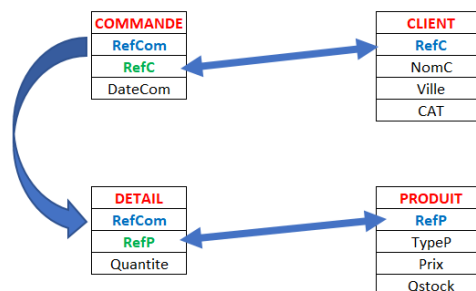 COMMANDE
RefCom
RefC
DateCom
CLIENT
RefC
NomC
Ville
CAT
DETAIL
RefCom
RefP
Quantite
PRODUIT
RefP
TypeP
Prix
Qstock